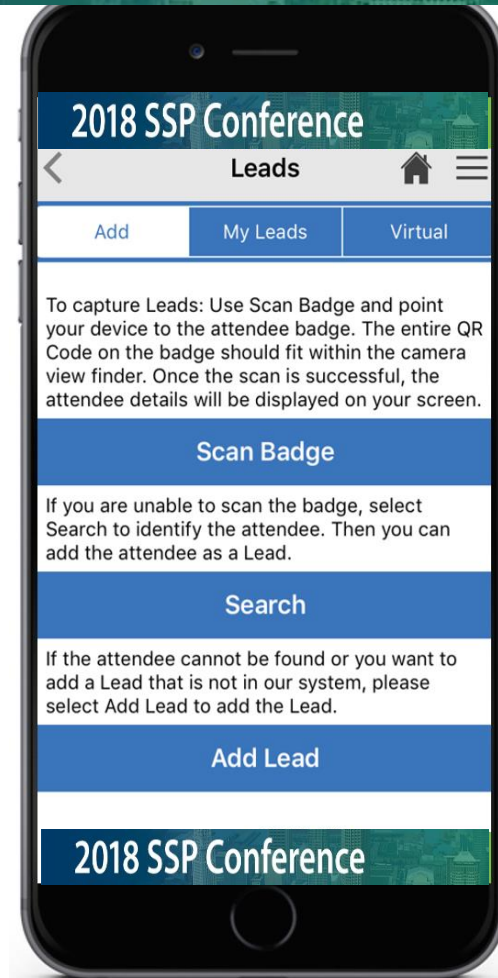 2018 SSP Conference
Leads
Add My Leads Virtual
To capture Leads: Use Scan Badge and point
your device to the attendee badge. The entire QR
Code on the badge should fit within the camera
view finder. Once the scan is successful, the
attendee details will be displayed on your screen.
Scan Badge
If you are unable to scan the badge, select
Search to identify the attendee. Then you can
add the attendee as a Lead.
Search
If the attendee cannot be found or you want to
add a Lead that is not in our system, please
select Add Lead to add the Lead.
Add Lead
2018 SSP Conference